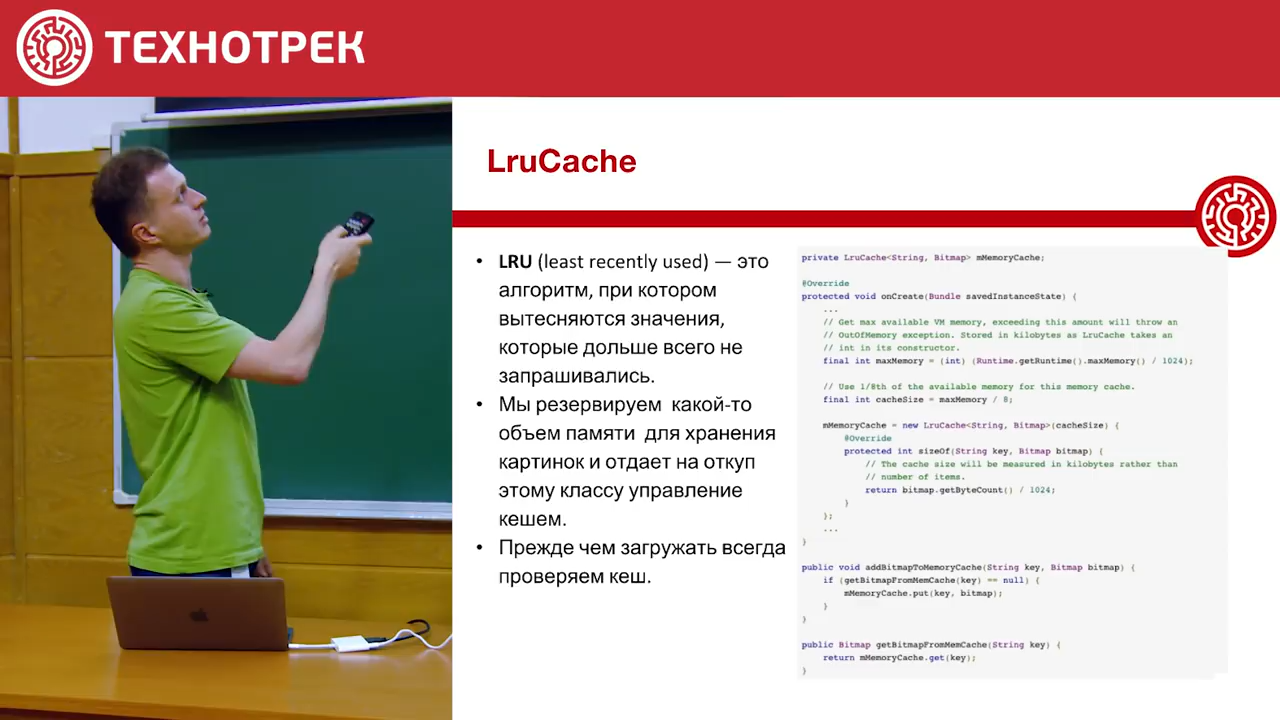 ТЕХНОТРЕК
LruCache
• LRU (least recently used) — это
алгоритм, при котором
вытесняются значения,
которые дольше всего не
запрашивались.
• Мы резервируем какой-то
объем памяти для хранения
картинок и отдает на откуп
этому классу управление
кешем.
• Прежде чем загружать всегда
проверяем кеш.
private LruCache<String, Bitmap> mMemoryCache;
@Override
protected void onCreate(Bundle savedInstanceState) {
...
// Get max available VM memory, exceeding this amount will throw an
// OutOfMemory exception. Stored in kilobytes as LruCache takes an
// int in its constructor.
final int maxMemory = (int) (Runtime.getRuntime().maxMemory() / 1024);
// Use 1/8th of the available memory for this memory cache.
final int cacheSize = maxMemory / 8;
mMemoryCache = new LruCache<String, Bitmap>(cacheSize) {
@Override
protected int sizeOf(String key, Bitmap bitmap) {
// The cache size will be measured in kilobytes rather than
// number of items.
return bitmap.getByteCount() / 1024;
}
};
...
}
public void addBitmapToMemoryCache(String key, Bitmap bitmap) {
if (getBitmapFromMemCache(key) == null) {
mMemoryCache.put(key, bitmap);
}
}
public Bitmap getBitmapFromMemCache(String key) {
return mMemoryCache.get(key);
}